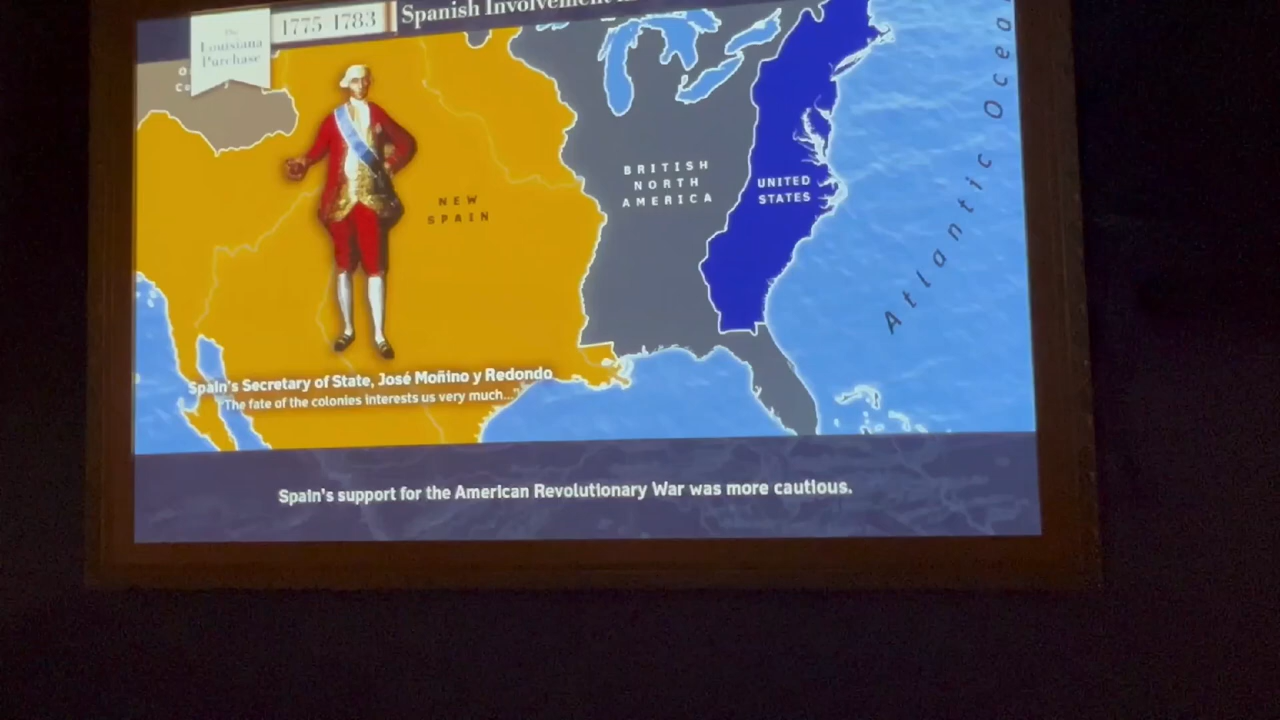 The
Louisiana
Purchase
1775 1783
Spanish Involvement
BRITISH
NORTH
AMERICA
UNITED
STATES
NEW
SPAIN
Atlantic Ocean
Spain's Secretary of State, José Moñino y Redondo
"The fate of the colonies interests us very much..."
Spain's support for the American Revolutionary War was more cautious.